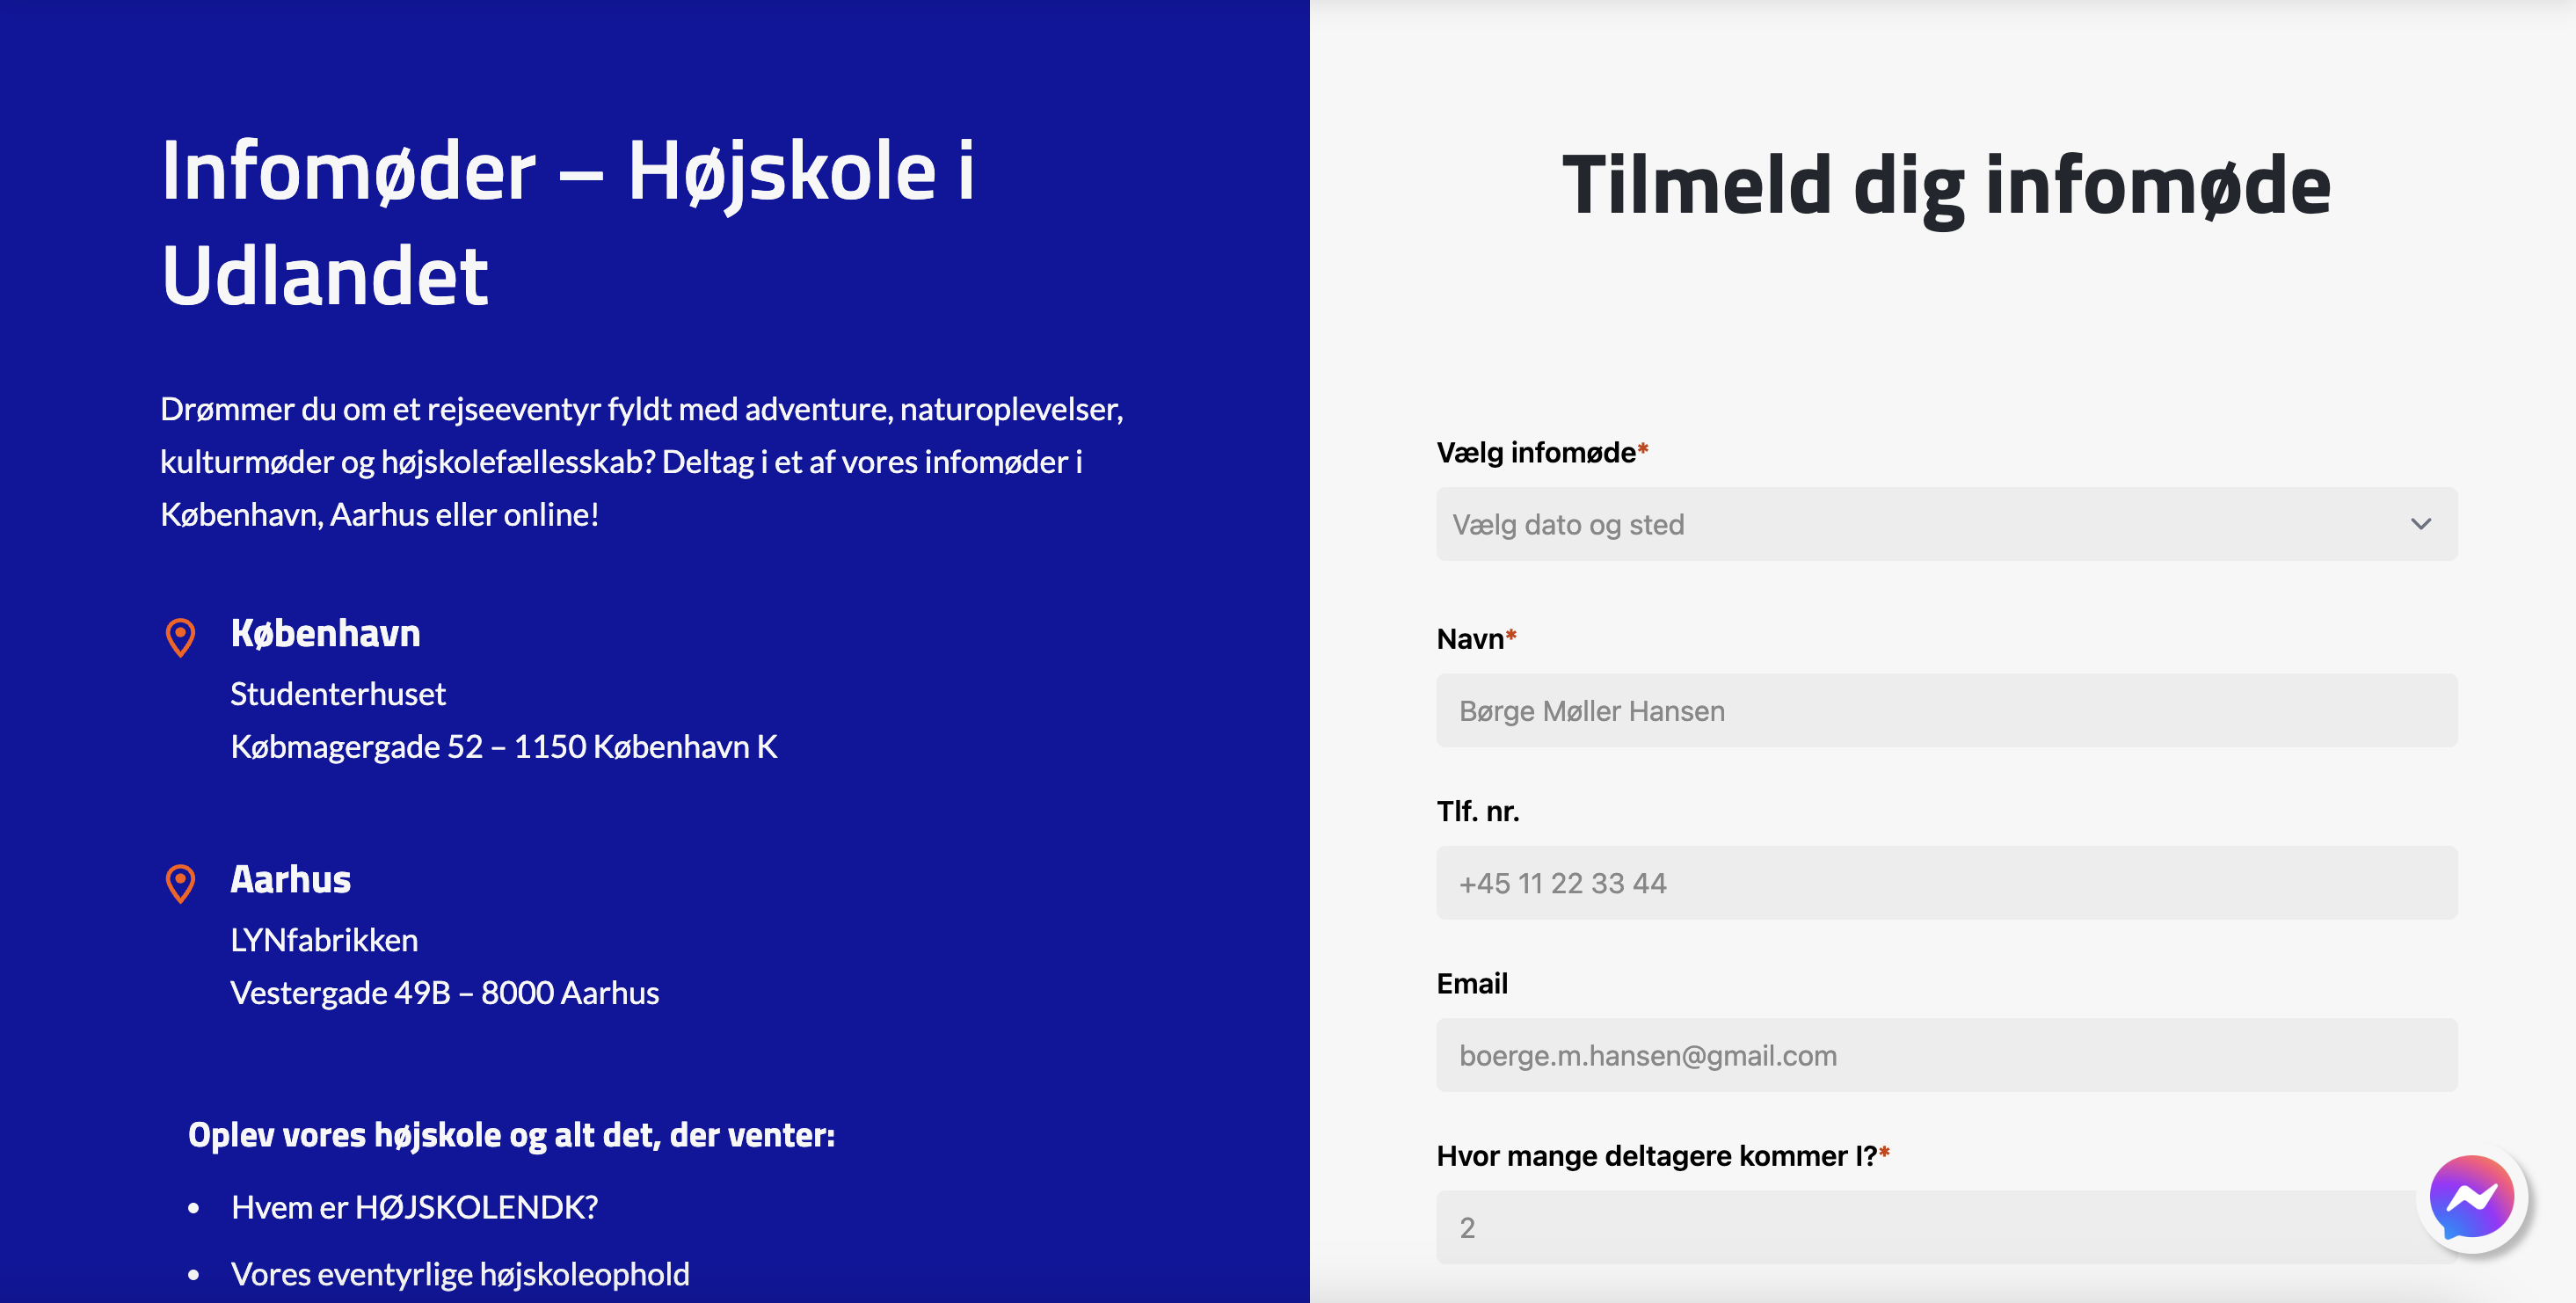 Infomøder – Højskole i
Udlandet
Drømmer du om et rejseeventyr fyldt med adventure, naturoplevelser,
kulturmøder og højskolefællesskab? Deltag i et af vores infomøder i
København, Aarhus eller online!
København
Studenterhuset
Købmagergade 52 – 1150 København K
Aarhus
LYNfabrikken
Vestergade 49B – 8000 Aarhus
Oplev vores højskole og alt det, der venter:
• Hvem er HØJSKOLENDK?
• Vores eventyrlige højskoleophold
Tilmeld dig infomøde
Vælg infomøde*
Vælg dato og sted
Navn*
Børge Møller Hansen
Tlf. nr.
+45 11 22 33 44
Email
boerge.m.hansen@gmail.com
Hvor mange deltagere kommer I?*
2